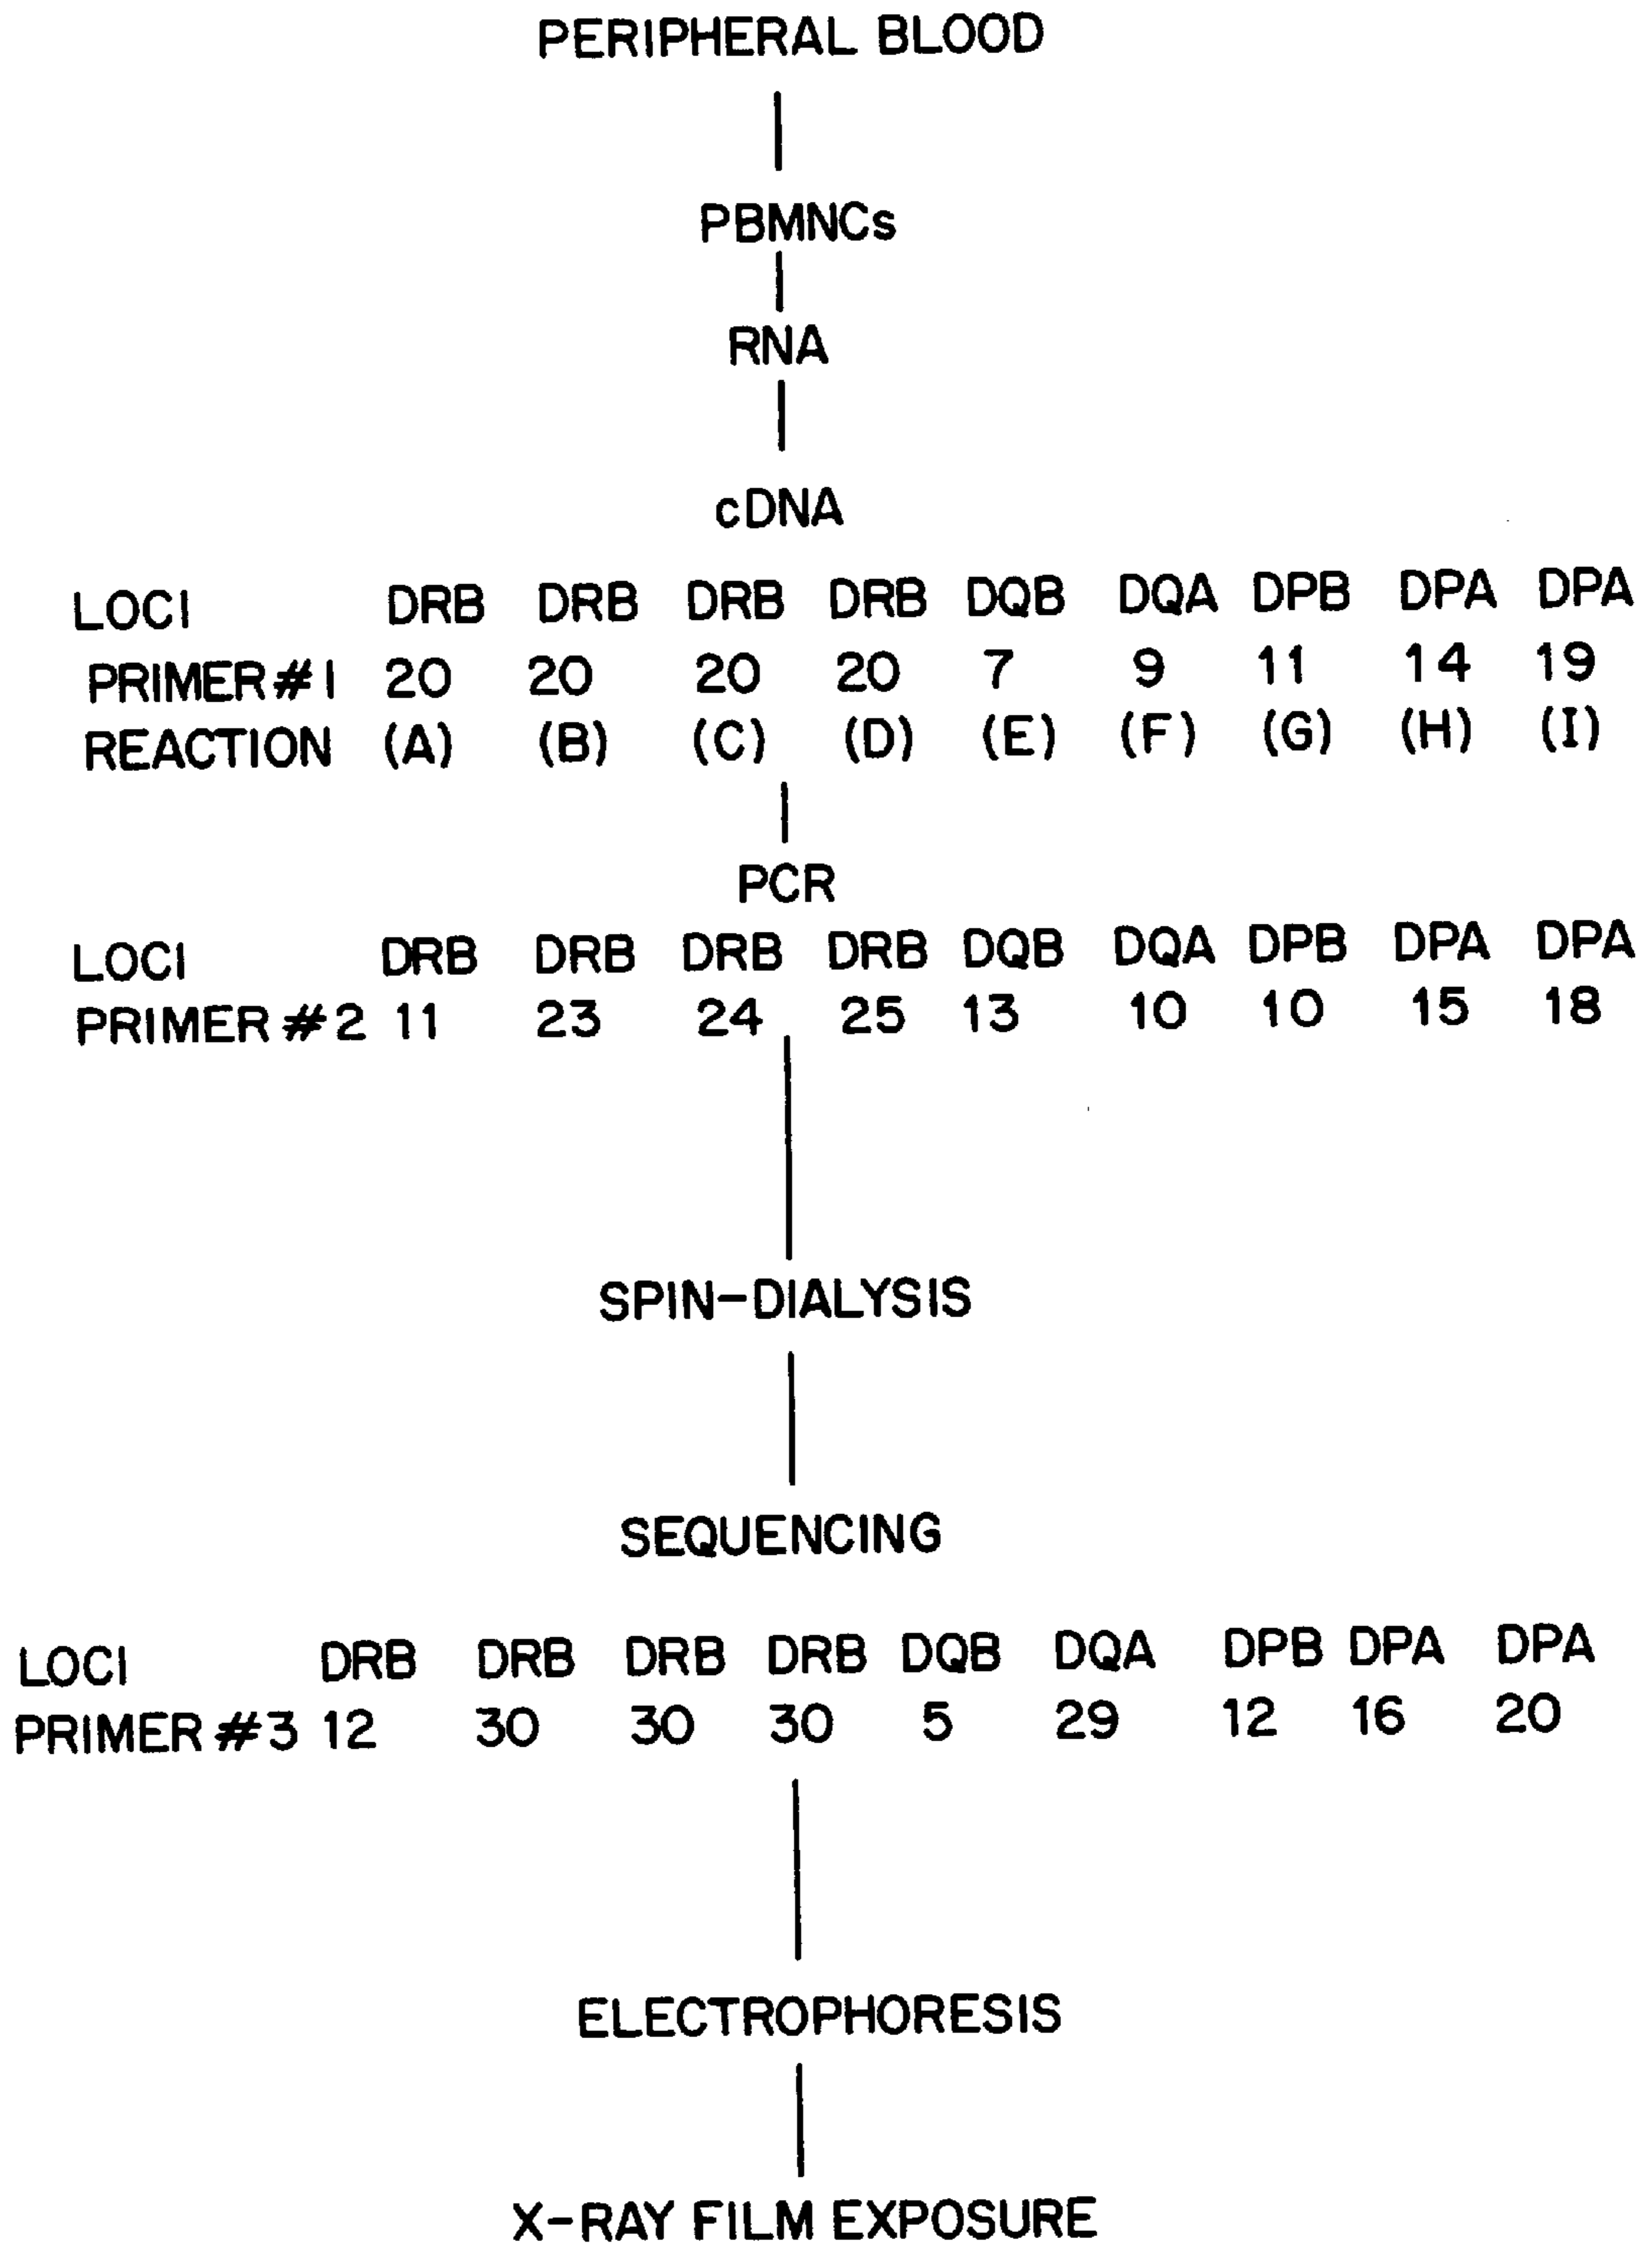 PERIPHERAL BLOOD
PBMNCs
RNA
cDNA
LOCI DRB DRB DRB DRB DQB DQA DPB DPA DPA
PRIMER #1 20 20 20 20 7 9 11 14 19
REACTION (A) (B) (C) (D) (E) (F) (G) (H) (I)
PCR
LOCI DRB DRB DRB DRB DQB DQA DPB DPA DPA
PRIMER #2 11 23 24 25 13 10 10 15 18
SPIN-DIALYSIS
SEQUENCING
LOCI DRB DRB DRB DRB DQB DQA DPB DPA DPA
PRIMER #3 12 30 30 30 5 29 12 16 20
ELECTROPHORESIS
X-RAY FILM EXPOSURE